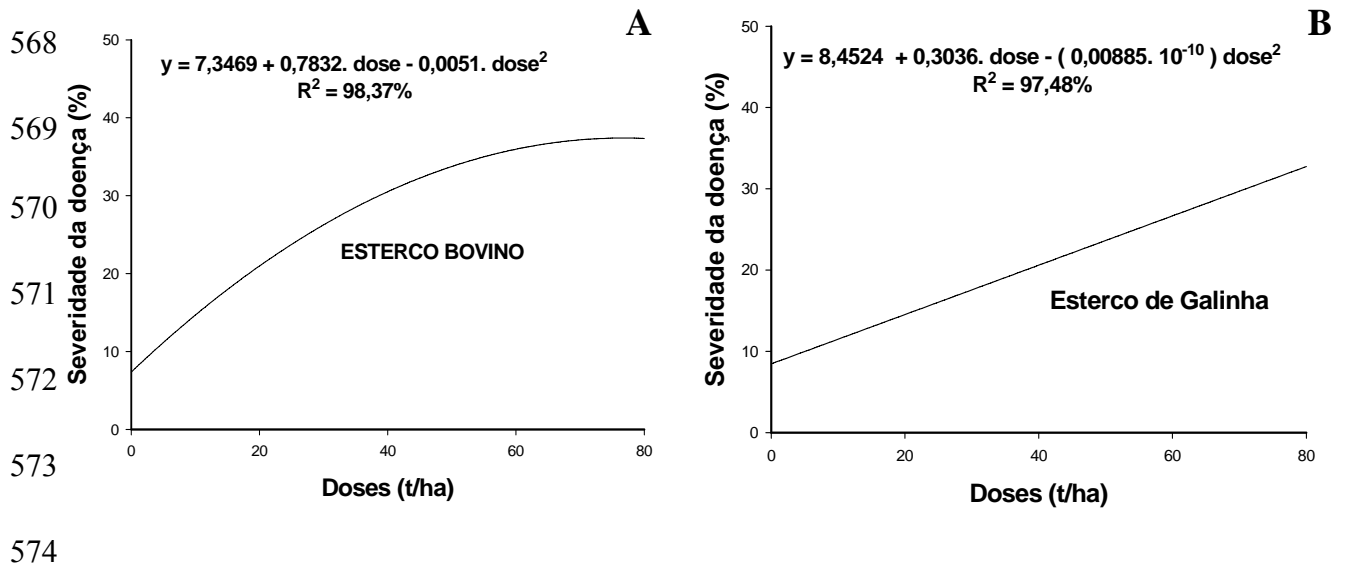 568
569
570
571
572
573
574
A
y = 7,3469 + 0,7832. dose - 0,0051. dose²
R² = 98,37%
Severidade da doença (%)
50
40
30
20
10
0
ESTERCO BOVINO
0 20 40 60 80
Doses (t/ha)
B
y = 8,4524 + 0,3036. dose - ( 0,00885. 10⁻¹⁰ ) dose²
R² = 97,48%
Severidade da doença (%)
50
40
30
20
10
0
Esterco de Galinha
0 20 40 60 80
Doses (t/ha)